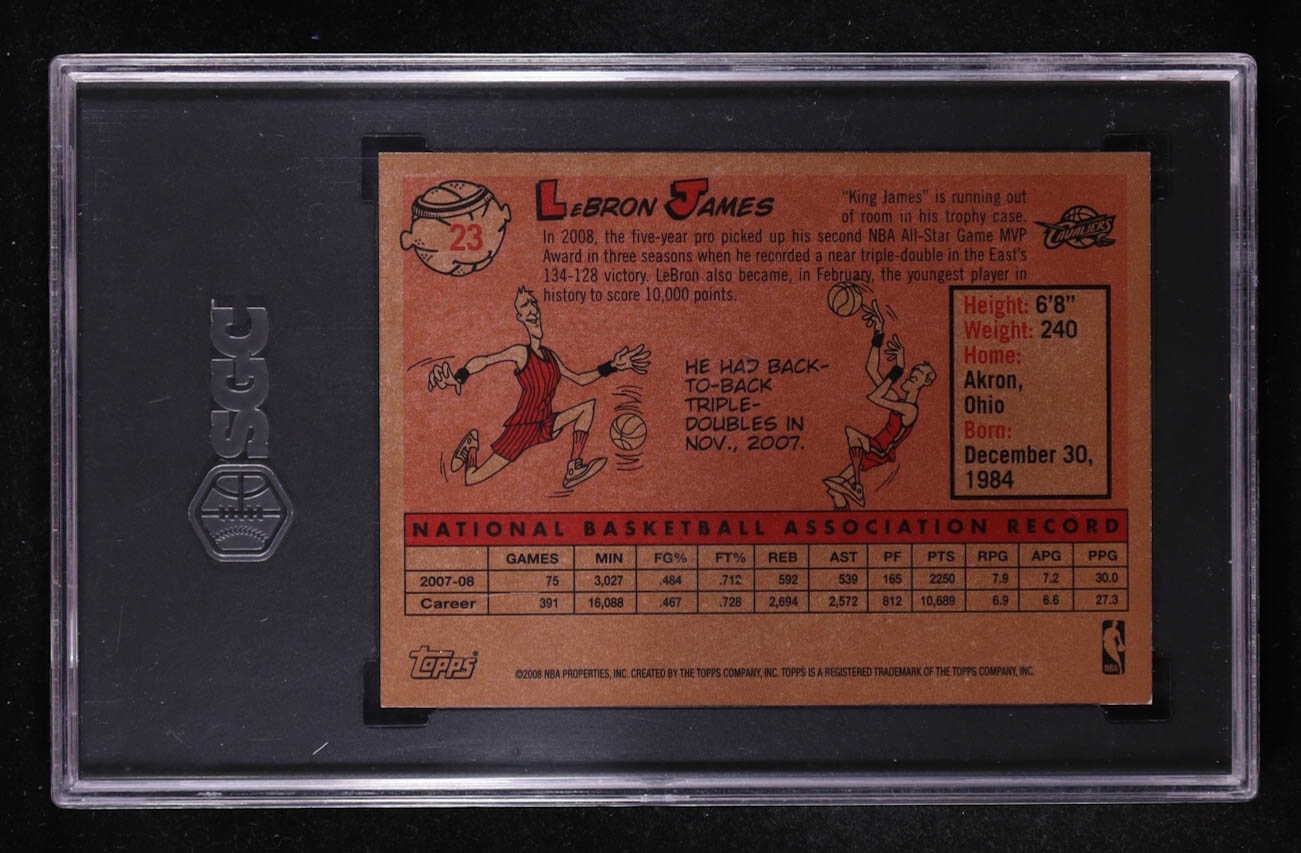 SGC
23
LEBRON JAMES
"King James" is running out
of room in his trophy case.
In 2008, the five-year pro picked up his second NBA All-Star Game MVP
Award in three seasons when he recorded a near triple-double in the East's
134-128 victory. LeBron also became, in February, the youngest player in
history to score 10,000 points.
CAVALIERS
HE HAD BACK-
TO-BACK
TRIPLE-
DOUBLES IN
NOV., 2007.
Height: 6'8"
Weight: 240
Home:
Akron,
Ohio
Born:
December 30,
1984
NATIONAL BASKETBALL ASSOCIATION RECORD
GAMES MIN FG% FT% REB AST PF PTS RPG APG PPG
2007-08 75 3,027 .484 .712 592 539 165 2250 7.9 7.2 30.0
Career 391 16,088 .467 .728 2,694 2,572 812 10,689 6.9 6.6 27.3
Topps®
©2008 NBA PROPERTIES, INC. CREATED BY THE TOPPS COMPANY, INC. TOPPS IS A REGISTERED TRADEMARK OF THE TOPPS COMPANY, INC.
NBA